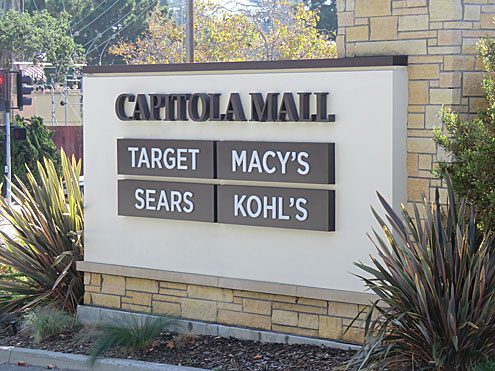 CAPITOLA MALL
TARGET MACY'S
SEARS KOHL'S